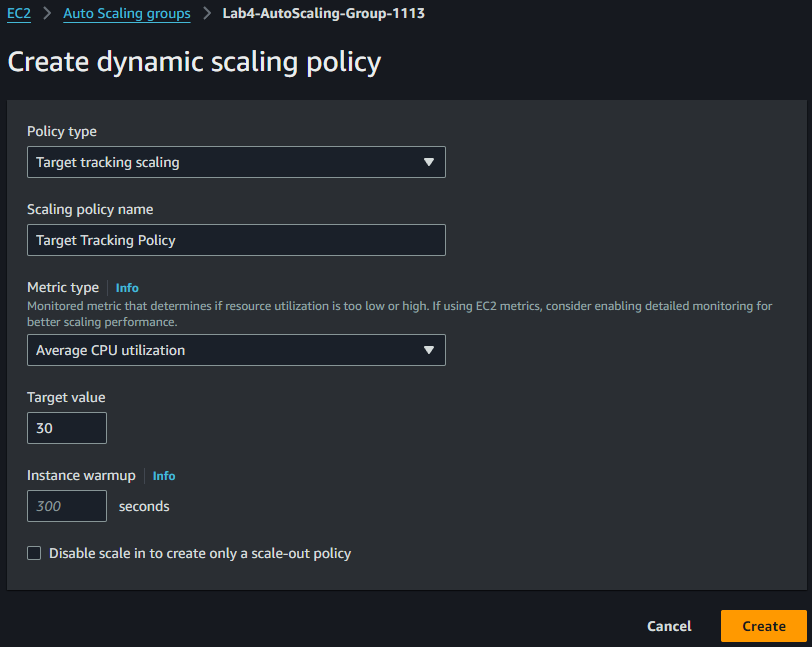 EC2 > Auto Scaling groups > Lab4-AutoScaling-Group-1113
Create dynamic scaling policy
Policy type
Target tracking scaling
Scaling policy name
Target Tracking Policy
Metric type Info
Monitored metric that determines if resource utilization is too low or high. If using EC2 metrics, consider enabling detailed monitoring for
better scaling performance.
Average CPU utilization
Target value
30
Instance warmup Info
300 seconds
Disable scale in to create only a scale-out policy
Cancel Create